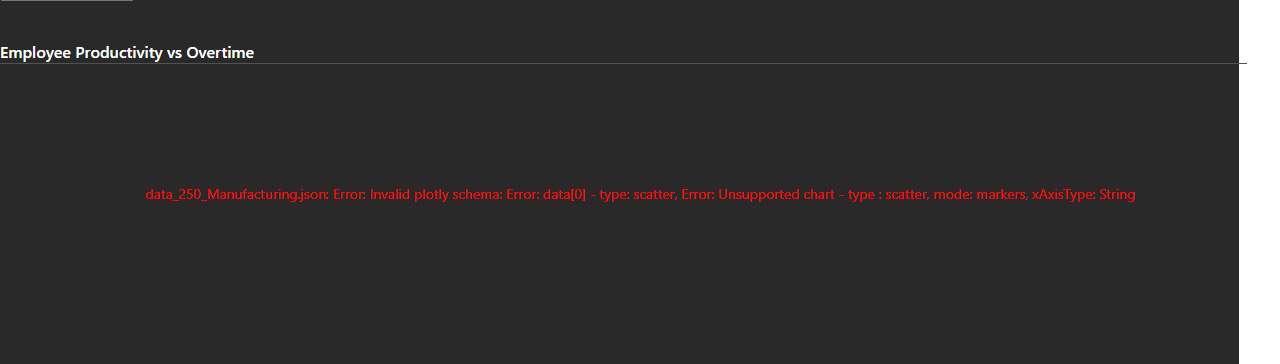 Employee Productivity vs Overtime
data_250_Manufacturing.json: Error: Invalid plotly schema: Error: data[0] - type: scatter, Error: Unsupported chart - type : scatter, mode: markers, xAxisType: String